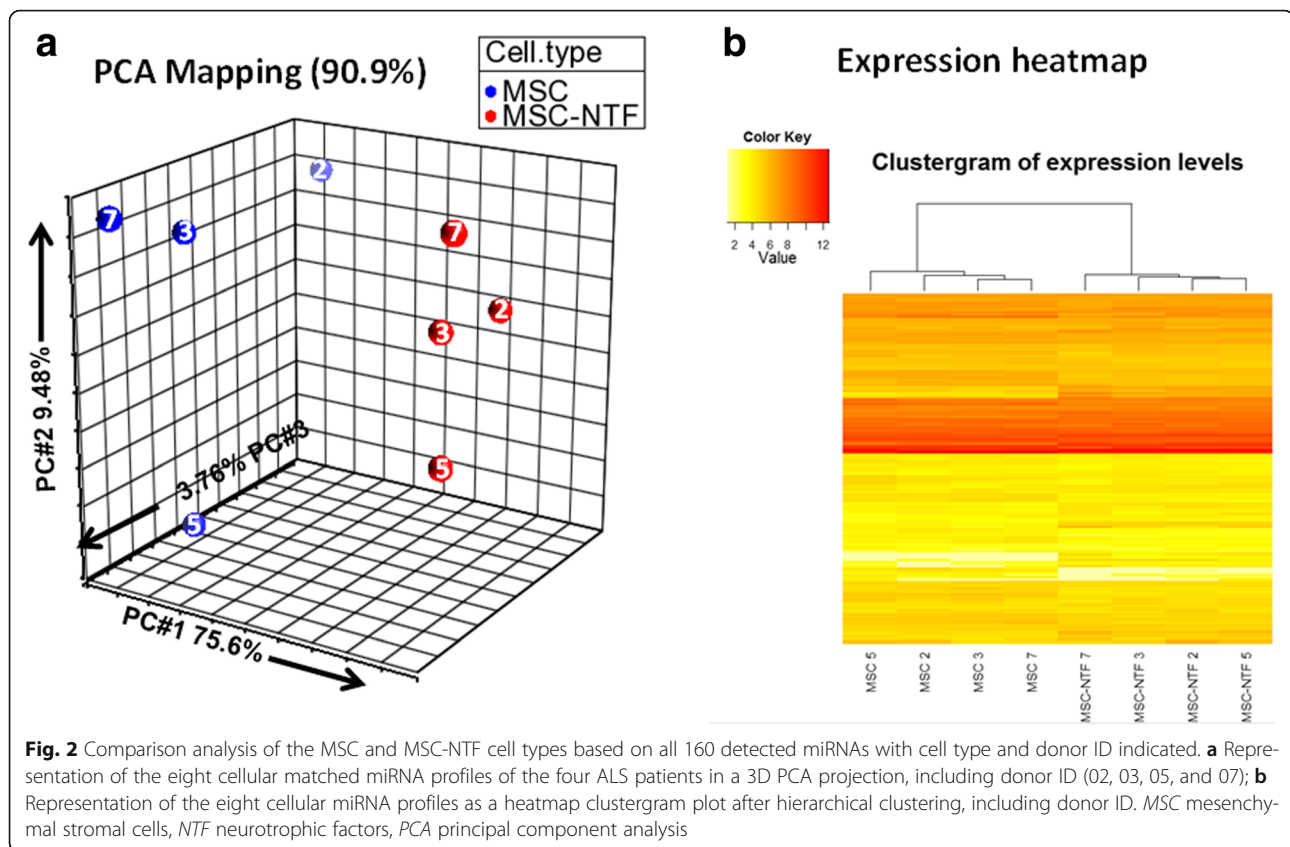 a
PCA Mapping (90.9%)
Cell.type
MSC
MSC-NTF
2
7
3
7
2
3
5
5
PC#2 9.48%
3.76% PC#3
PC#1 75.6%
b
Expression heatmap
Color Key
2 4 6 8 12
Value
Clustergram of expression levels
MSC 5
MSC 2
MSC 3
MSC 7
MSC-NTF 7
MSC-NTF 3
MSC-NTF 2
MSC-NTF 5
Fig. 2 Comparison analysis of the MSC and MSC-NTF cell types based on all 160 detected miRNAs with cell type and donor ID indicated. a Repre-
sentation of the eight cellular matched miRNA profiles of the four ALS patients in a 3D PCA projection, including donor ID (02, 03, 05, and 07); b
Representation of the eight cellular miRNA profiles as a heatmap clustergram plot after hierarchical clustering, including donor ID. MSC mesenchy-
mal stromal cells, NTF neurotrophic factors, PCA principal component analysis